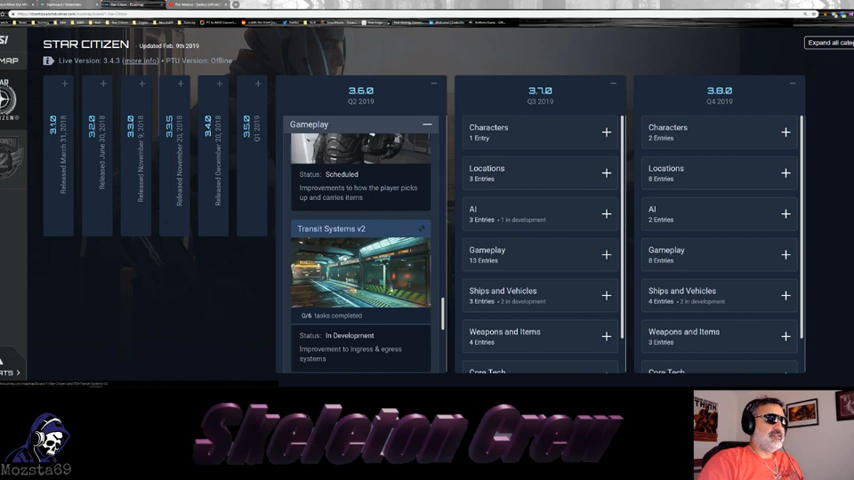 STAR CITIZEN • Updated Feb. 9th 2019
Expand all cate
Live Version: 3.4.3 (more info) • PTU Version: Offline
MAP
3.1.0 Released March 31, 2018
3.2.0 Released June 30, 2018
3.3.0 Released November 9, 2018
3.3.5 Released November 20, 2018
3.4.0 Released December 20, 2018
3.5.0 Q1 2019
3.6.0
Q2 2019
Gameplay
Status: Scheduled
Improvements to how the player picks
up and carries items
Transit Systems v2
0/6 tasks completed
Status: In Development
Improvement to ingress & egress
systems
3.7.0
Q3 2019
Characters
1 Entry
Locations
3 Entries
AI
3 Entries • 1 in development
Gameplay
13 Entries
Ships and Vehicles
3 Entries • 2 in development
Weapons and Items
4 Entries
Core Tech
3.8.0
Q4 2019
Characters
2 Entries
Locations
8 Entries
AI
2 Entries
Gameplay
8 Entries
Ships and Vehicles
4 Entries • 2 in development
Weapons and Items
3 Entries
Core Tech
Skeleton Crew
Mozsta69